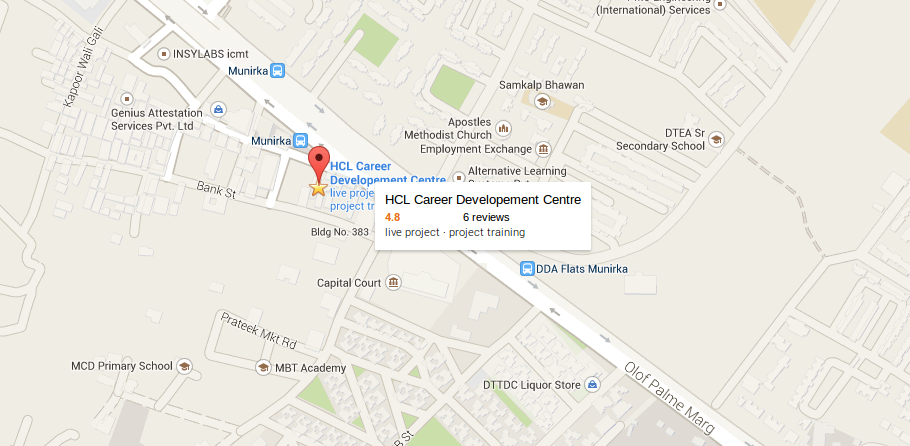 (International) Services
INSYLABS icmt
Kapoor Wali Gali
Munirka
Samkalp Bhawan
Genius Attestation
Services Pvt. Ltd
Apostles
Methodist Church
Munirka
Employment Exchange
DTEA Sr
Secondary School
HCL Career
Developement Centre
live proje
project tr
Alternative Learning
Bank St
HCL Career Developement Centre
4.8 6 reviews
live project · project training
Bldg No. 383
DDA Flats Munirka
Capital Court
Prateek Mkt Rd
MCD Primary School
MBT Academy
DTTDC Liquor Store
Olof Palme Marg
B St